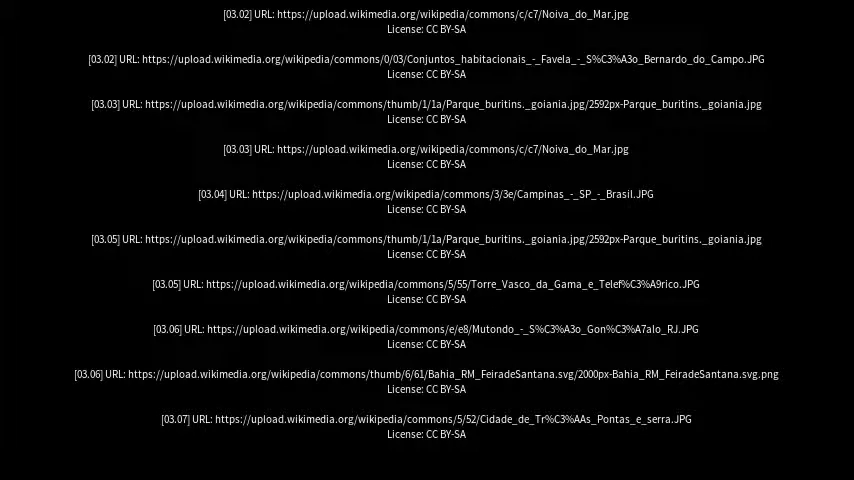 [03.02] URL: https://upload.wikimedia.org/wikipedia/commons/c/c7/Noiva_do_Mar.jpg
License: CC BY-SA
[03.02] URL: https://upload.wikimedia.org/wikipedia/commons/0/03/Conjuntos_habitacionais_-_Favela_-_S%C3%A3o_Bernardo_do_Campo.JPG
License: CC BY-SA
[03.03] URL: https://upload.wikimedia.org/wikipedia/commons/thumb/1/1a/Parque_buritins._goiania.jpg/2592px-Parque_buritins._goiania.jpg
License: CC BY-SA
[03.03] URL: https://upload.wikimedia.org/wikipedia/commons/c/c7/Noiva_do_Mar.jpg
License: CC BY-SA
[03.04] URL: https://upload.wikimedia.org/wikipedia/commons/3/3e/Campinas_-_SP_-_Brasil.JPG
License: CC BY-SA
[03.05] URL: https://upload.wikimedia.org/wikipedia/commons/thumb/1/1a/Parque_buritins._goiania.jpg/2592px-Parque_buritins._goiania.jpg
License: CC BY-SA
[03.05] URL: https://upload.wikimedia.org/wikipedia/commons/5/55/Torre_Vasco_da_Gama_e_Telef%C3%A9rico.JPG
License: CC BY-SA
[03.06] URL: https://upload.wikimedia.org/wikipedia/commons/e/e8/Mutondo_-_S%C3%A3o_Gon%C3%A7alo_RJ.JPG
License: CC BY-SA
[03.06] URL: https://upload.wikimedia.org/wikipedia/commons/thumb/6/61/Bahia_RM_FeiradeSantana.svg/2000px-Bahia_RM_FeiradeSantana.svg.png
License: CC BY-SA
[03.07] URL: https://upload.wikimedia.org/wikipedia/commons/5/52/Cidade_de_Tr%C3%AAs_Pontas_e_serra.JPG
License: CC BY-SA